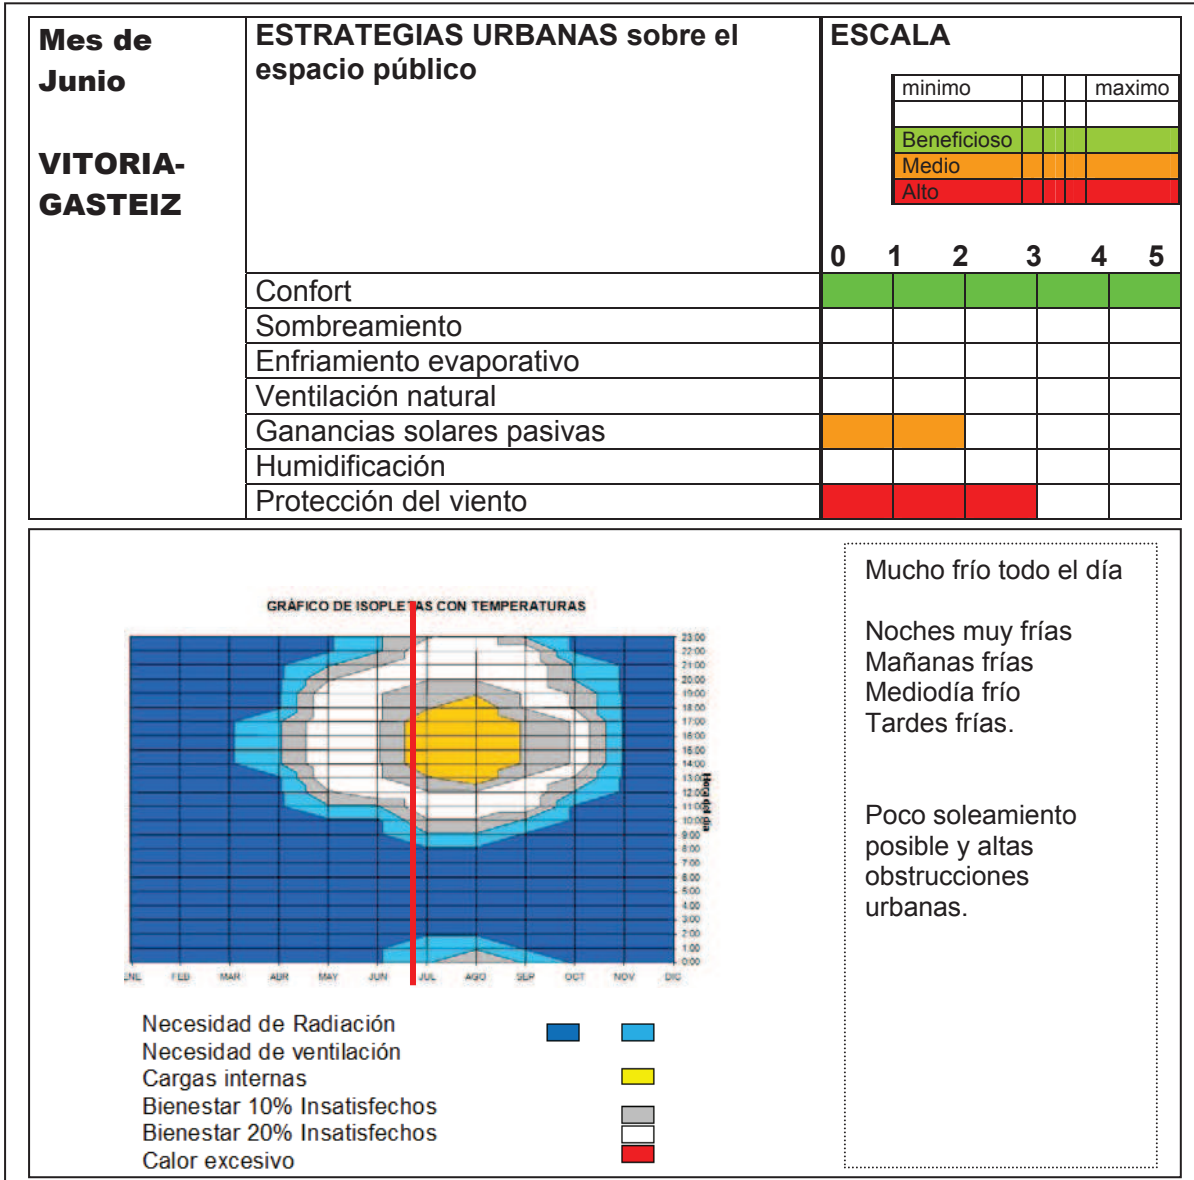 Mes de
Junio
VITORIA-
GASTEIZ
ESTRATEGIAS URBANAS sobre el
espacio público
ESCALA
minimo maximo
Beneficioso
Medio
Alto
0 1 2 3 4 5
Confort
Sombreamiento
Enfriamiento evaporativo
Ventilación natural
Ganancias solares pasivas
Humidificación
Protección del viento
GRÁFICO DE ISOPLETAS CON TEMPERATURAS
23:00
22:00
21:00
20:00
19:00
18:00
17:00
16:00
15:00
14:00
13:00
12:00
11:00
10:00
9:00
8:00
7:00
6:00
5:00
4:00
3:00
2:00
1:00
0:00
Hora del día
ENE FEB MAR ABR MAY JUN JUL AGO SEP OCT NOV DIC
Necesidad de Radiación
Necesidad de ventilación
Cargas internas
Bienestar 10% Insatisfechos
Bienestar 20% Insatisfechos
Calor excesivo
Mucho frío todo el día
Noches muy frías
Mañanas frías
Mediodía frío
Tardes frías.
Poco soleamiento
posible y altas
obstrucciones
urbanas.